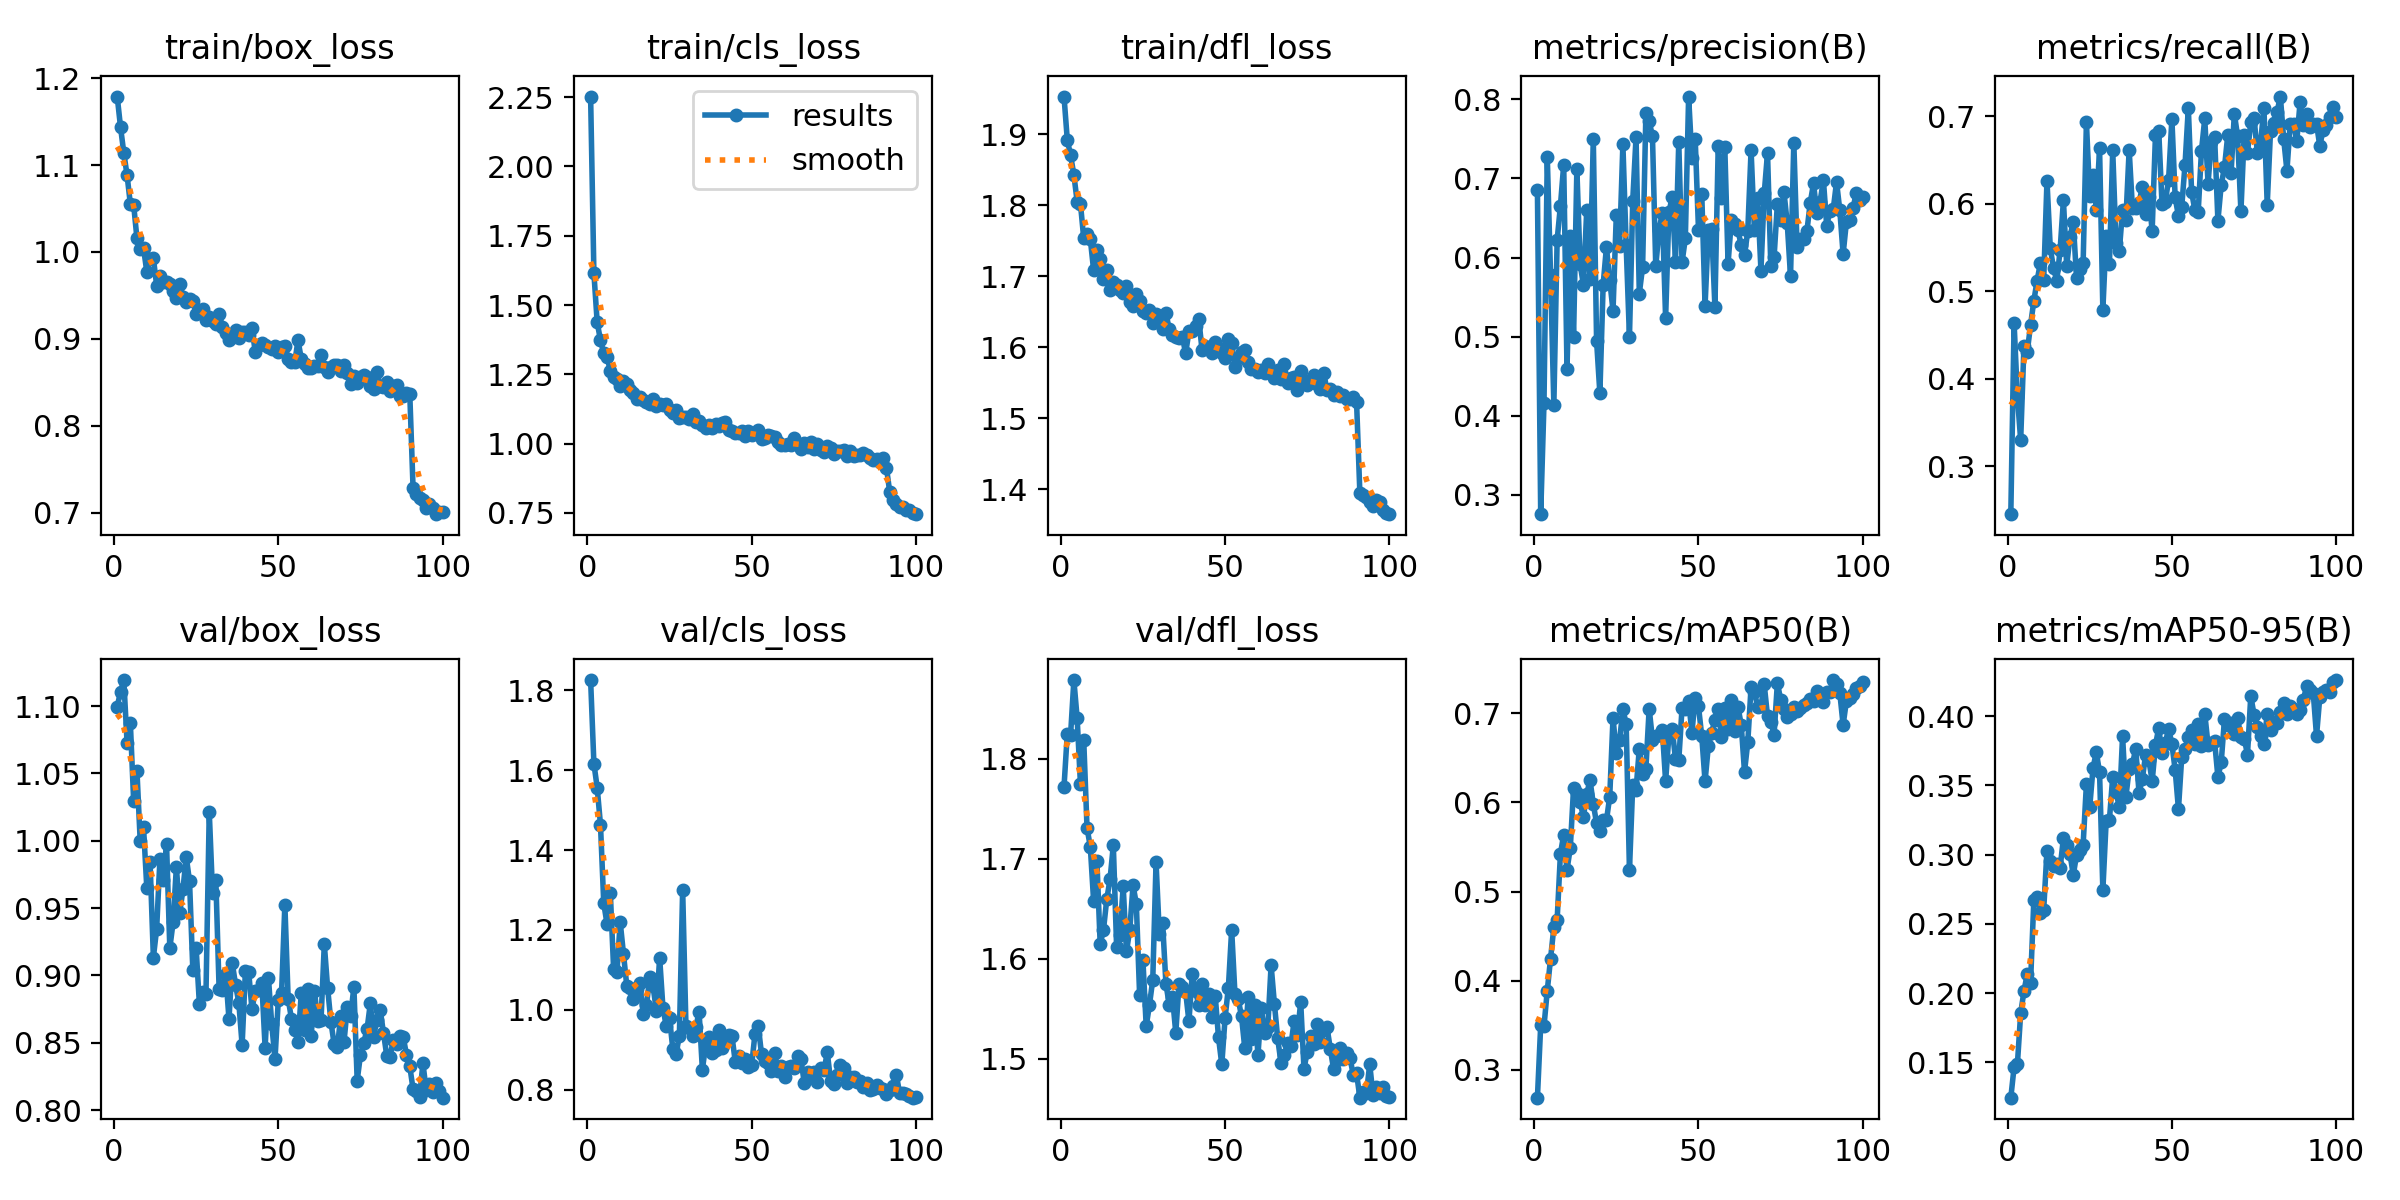 train/box_loss
1.2
1.1
1.0
0.9
0.8
0.7
0 50 100
train/cls_loss
2.25
2.00
1.75
1.50
1.25
1.00
0.75
results
smooth
0 50 100
train/dfl_loss
1.9
1.8
1.7
1.6
1.5
1.4
0 50 100
metrics/precision(B)
0.8
0.7
0.6
0.5
0.4
0.3
0 50 100
metrics/recall(B)
0.7
0.6
0.5
0.4
0.3
0 50 100
val/box_loss
1.10
1.05
1.00
0.95
0.90
0.85
0.80
0 50 100
val/cls_loss
1.8
1.6
1.4
1.2
1.0
0.8
0 50 100
val/dfl_loss
1.8
1.7
1.6
1.5
0 50 100
metrics/mAP50(B)
0.7
0.6
0.5
0.4
0.3
0 50 100
metrics/mAP50-95(B)
0.40
0.35
0.30
0.25
0.20
0.15
0 50 100